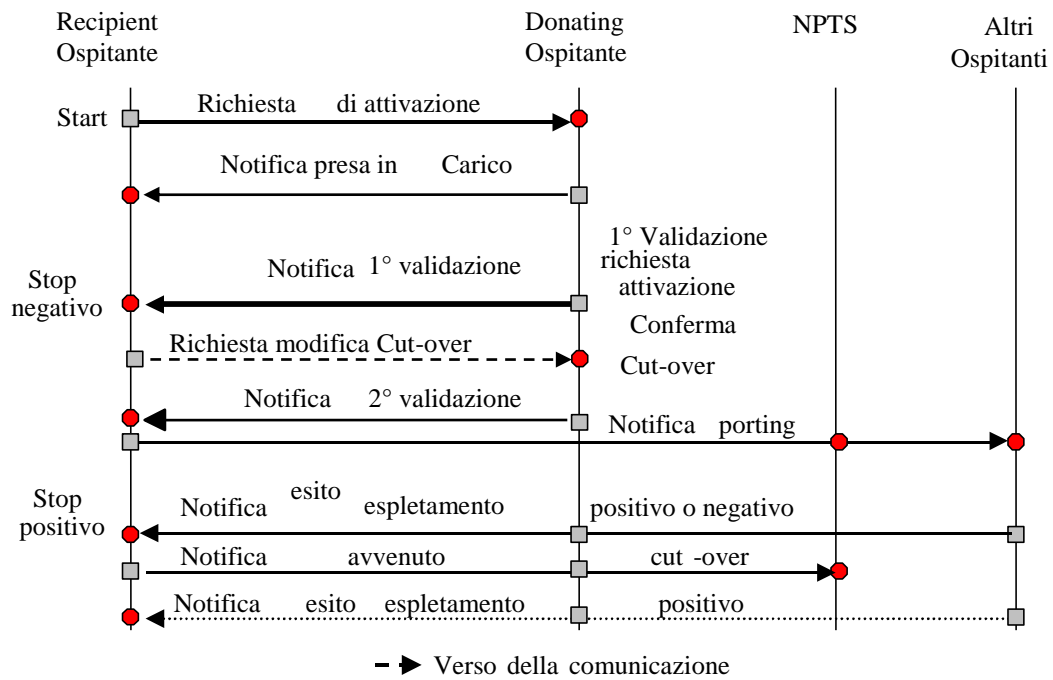 Recipient
Ospitante
Donating
Ospitante
NPTS
Altri
Ospitanti
Start
Richiesta di attivazione
Notifica presa in Carico
1° Validazione
richiesta
attivazione
Notifica 1° validazione
Stop
negativo
Conferma
Cut-over
Richiesta modifica Cut-over
Notifica 2° validazione
Notifica porting
Stop
positivo
Notifica esito espletamento positivo o negativo
Notifica avvenuto cut -over
Notifica esito espletamento positivo
Verso della comunicazione